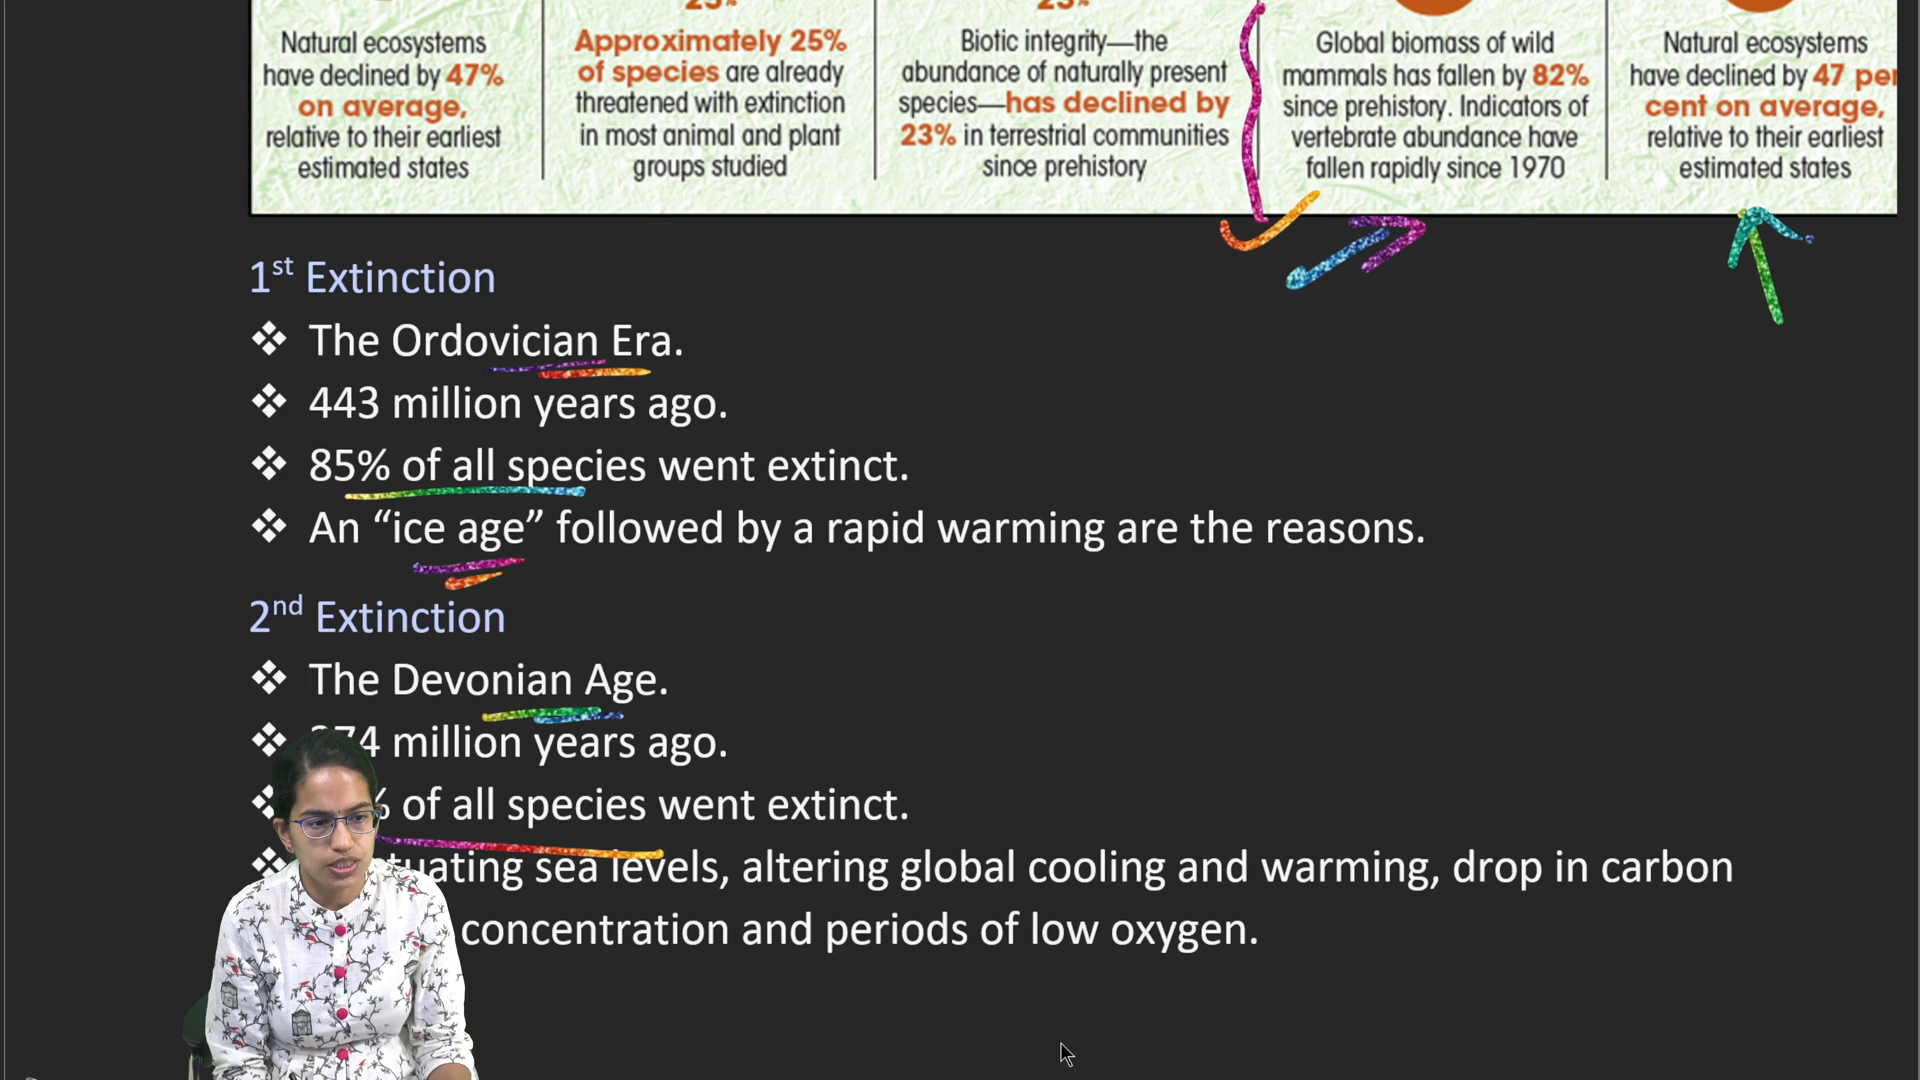 Natural ecosystems
have declined by 47%
on average,
relative to their earliest
estimated states
Approximately 25%
of species are already
threatened with extinction
in most animal and plant
groups studied
Biotic integrity—the
abundance of naturally present
species—has declined by
23% in terrestrial communities
since prehistory
Global biomass of wild
mammals has fallen by 82%
since prehistory. Indicators of
vertebrate abundance have
fallen rapidly since 1970
Natural ecosystems
have declined by 47 per
cent on average,
relative to their earliest
estimated states
1st Extinction
❖ The Ordovician Era.
❖ 443 million years ago.
❖ 85% of all species went extinct.
❖ An “ice age” followed by a rapid warming are the reasons.
2nd Extinction
❖ The Devonian Age.
❖ million years ago.
❖ of all species went extinct.
❖ sea levels, altering global cooling and warming, drop in carbon
concentration and periods of low oxygen.